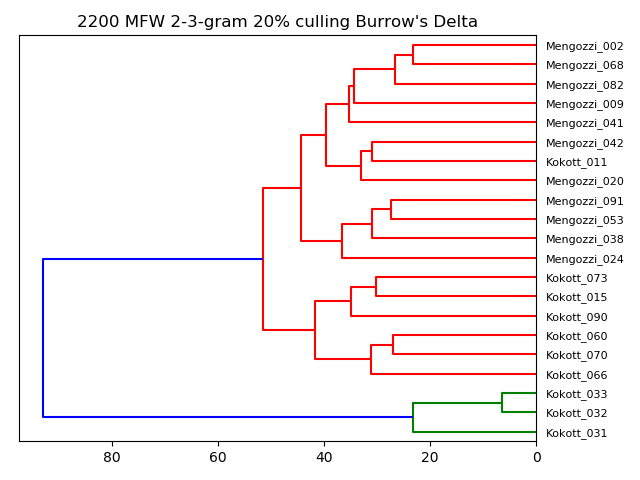 2200 MFW 2-3-gram 20% culling Burrow's Delta
Mengozzi_002
Mengozzi_068
Mengozzi_082
Mengozzi_009
Mengozzi_041
Mengozzi_042
Kokott_011
Mengozzi_020
Mengozzi_091
Mengozzi_053
Mengozzi_038
Mengozzi_024
Kokott_073
Kokott_015
Kokott_090
Kokott_060
Kokott_070
Kokott_066
Kokott_033
Kokott_032
Kokott_031
80 60 40 20 0